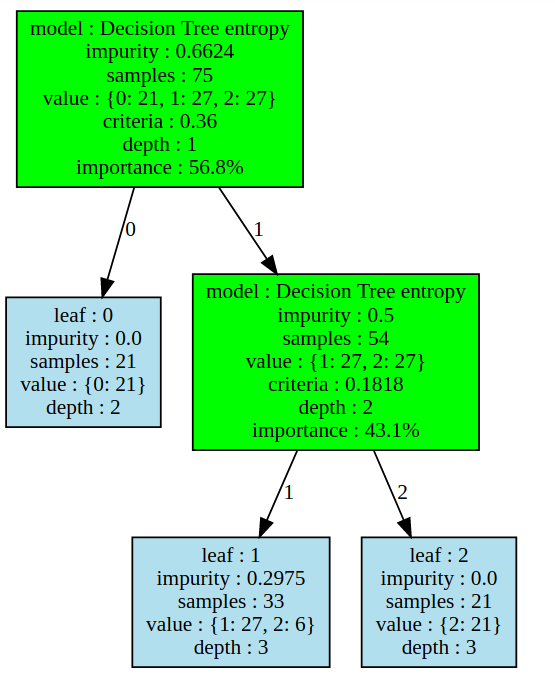 model : Decision Tree entropy
impurity : 0.6624
samples : 75
value : {0: 21, 1: 27, 2: 27}
criteria : 0.36
depth : 1
importance : 56.8%
0
1
model : Decision Tree entropy
impurity : 0.5
samples : 54
value : {1: 27, 2: 27}
criteria : 0.1818
depth : 2
importance : 43.1%
leaf : 0
impurity : 0.0
samples : 21
value : {0: 21}
depth : 2
1
2
leaf : 1
impurity : 0.2975
samples : 33
value : {1: 27, 2: 6}
depth : 3
leaf : 2
impurity : 0.0
samples : 21
value : {2: 21}
depth : 3